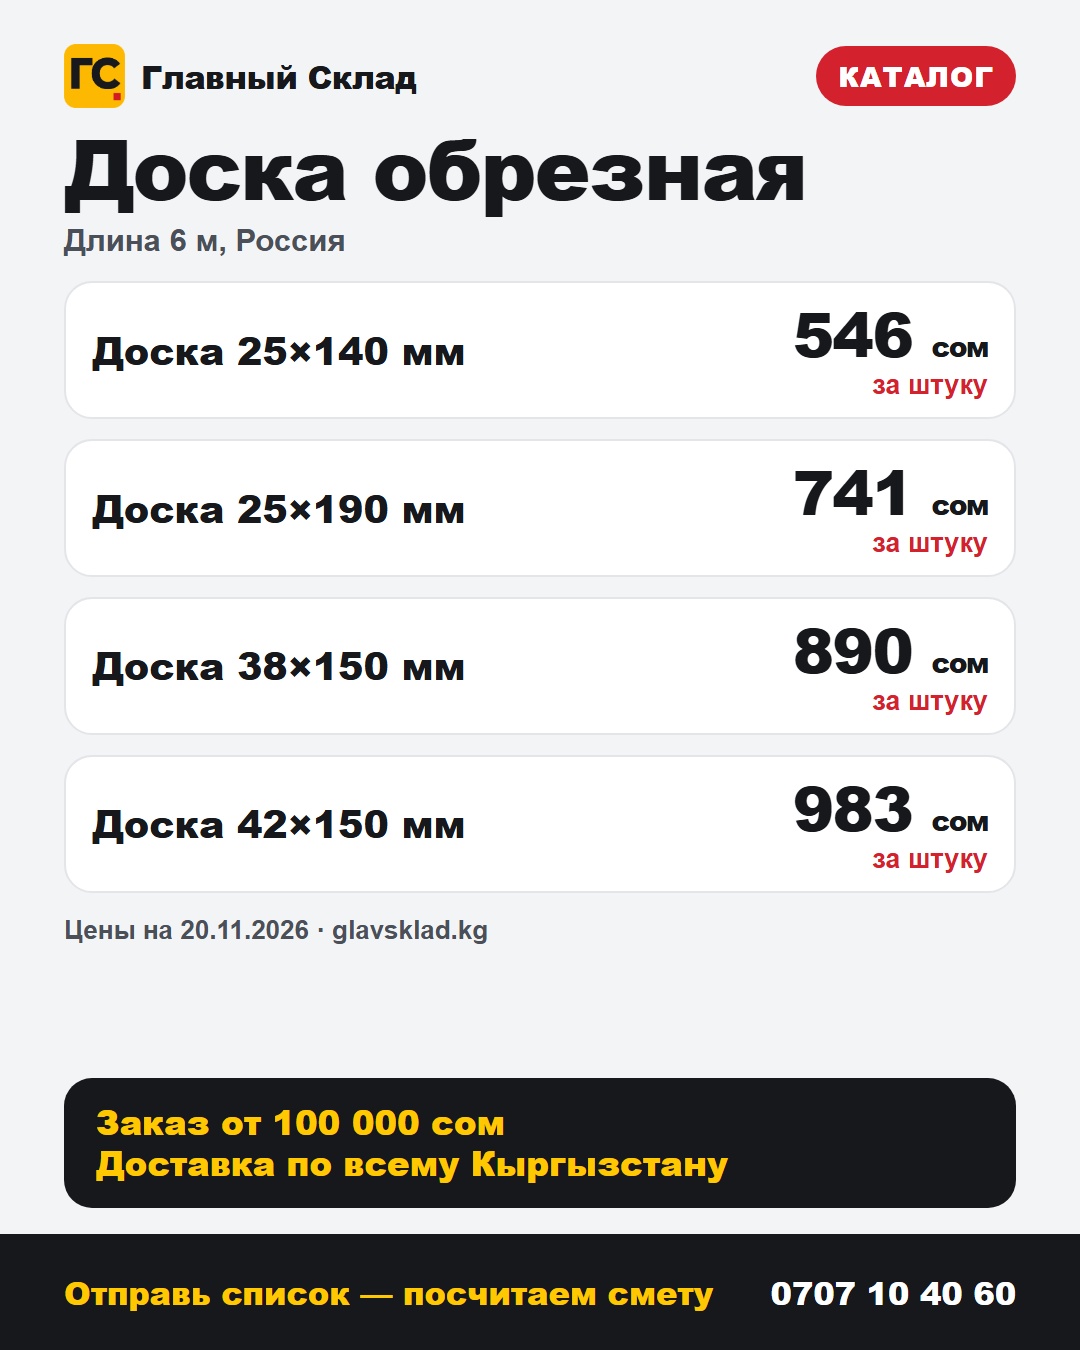 ГС Главный Склад КАТАЛОГ
Доска обрезная
Длина 6 м, Россия
Доска 25×140 мм 546 сом
за штуку
Доска 25×190 мм 741 сом
за штуку
Доска 38×150 мм 890 сом
за штуку
Доска 42×150 мм 983 сом
за штуку
Цены на 20.11.2026 · glavsklad.kg
Заказ от 100 000 сом
Доставка по всему Кыргызстану
Отправь список — посчитаем смету 0707 10 40 60